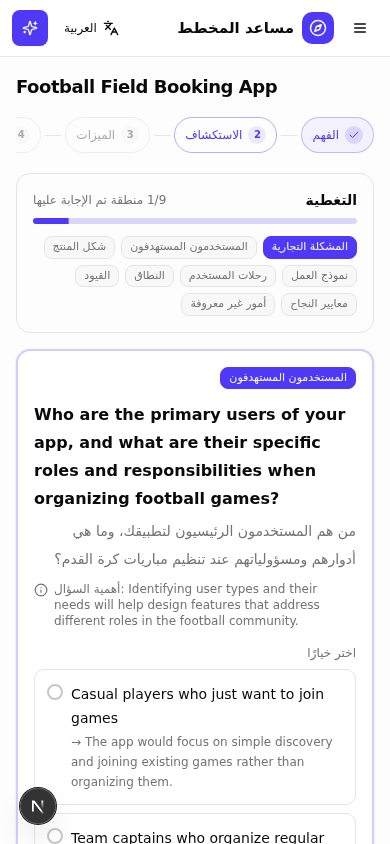 مساعد المخطط
العربية
Football Field Booking App
الفهم
2 الاستكشاف
3 الميزات
4
التغطية
1/9 منطقة تم الإجابة عليها
المشكلة التجارية
المستخدمون المستهدفون
شكل المنتج
نموذج العمل
رحلات المستخدم
النطاق
القيود
معايير النجاح
أمور غير معروفة
المستخدمون المستهدفون
Who are the primary users of your
app, and what are their specific
roles and responsibilities when
organizing football games?
من هم المستخدمون الرئيسيون لتطبيقك، وما هي
أدوارهم ومسؤولياتهم عند تنظيم مباريات كرة القدم؟
أهمية السؤال: Identifying user types and their
needs will help design features that address
different roles in the football community.
اختر خيارًا
Casual players who just want to join
games
→ The app would focus on simple discovery
and joining existing games rather than
organizing them.
Team captains who organize regular
N